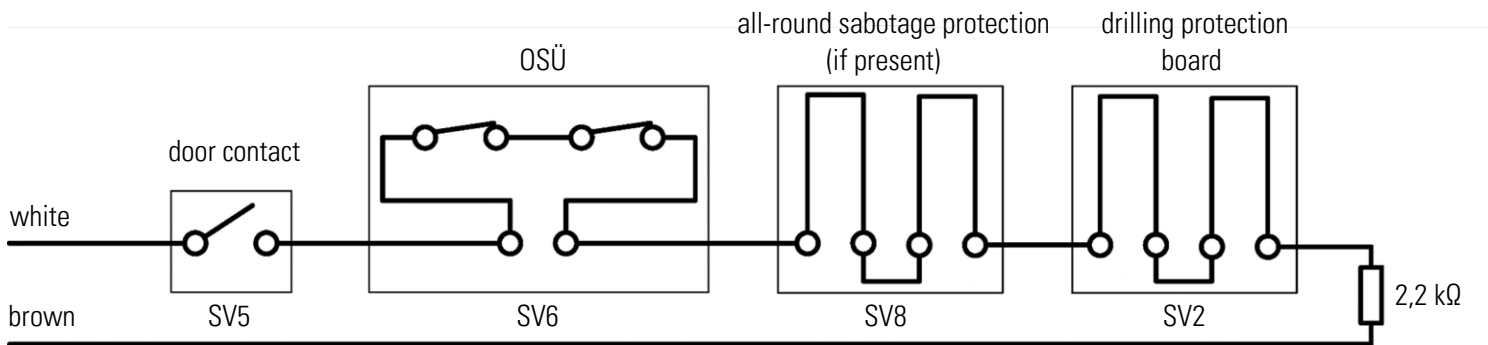 all-round sabotage protection
(if present)
drilling protection
board
OSÜ
door contact
white
brown
SV5
SV6
SV8
SV2
2,2 kΩ